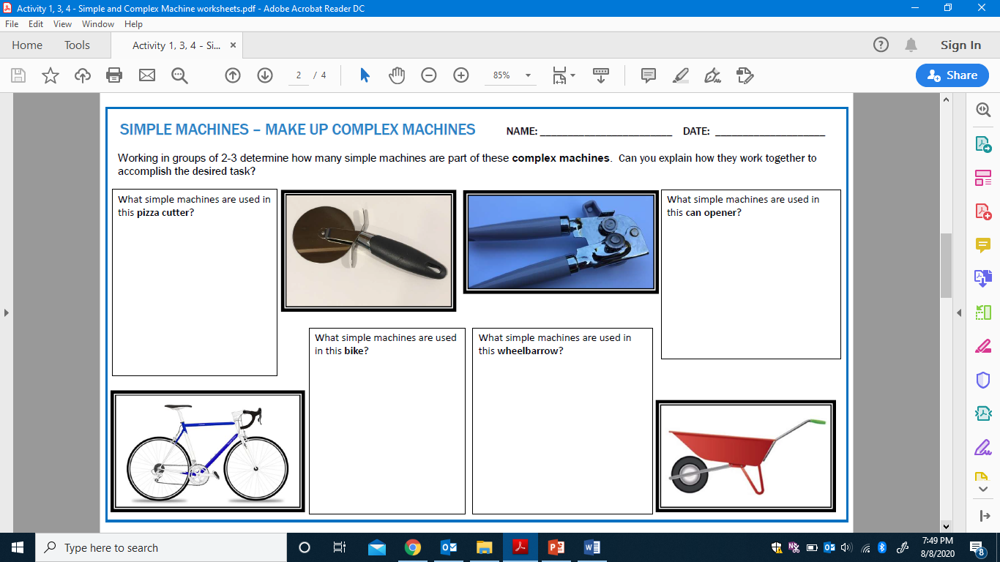 Activity 1, 3, 4 - Simple and Complex Machine worksheets.pdf - Adobe Acrobat Reader DC
File Edit View Window Help
Home Tools Activity 1, 3, 4 - Si... × Sign In
2 / 4 85% Share
SIMPLE MACHINES – MAKE UP COMPLEX MACHINES NAME: ________________________ DATE: ____________________
Working in groups of 2-3 determine how many simple machines are part of these complex machines. Can you explain how they work together to
accomplish the desired task?
What simple machines are used in
this pizza cutter?
What simple machines are used in
this can opener?
What simple machines are used
in this bike?
What simple machines are used in
this wheelbarrow?
Type here to search
7:49 PM
8/8/2020
8